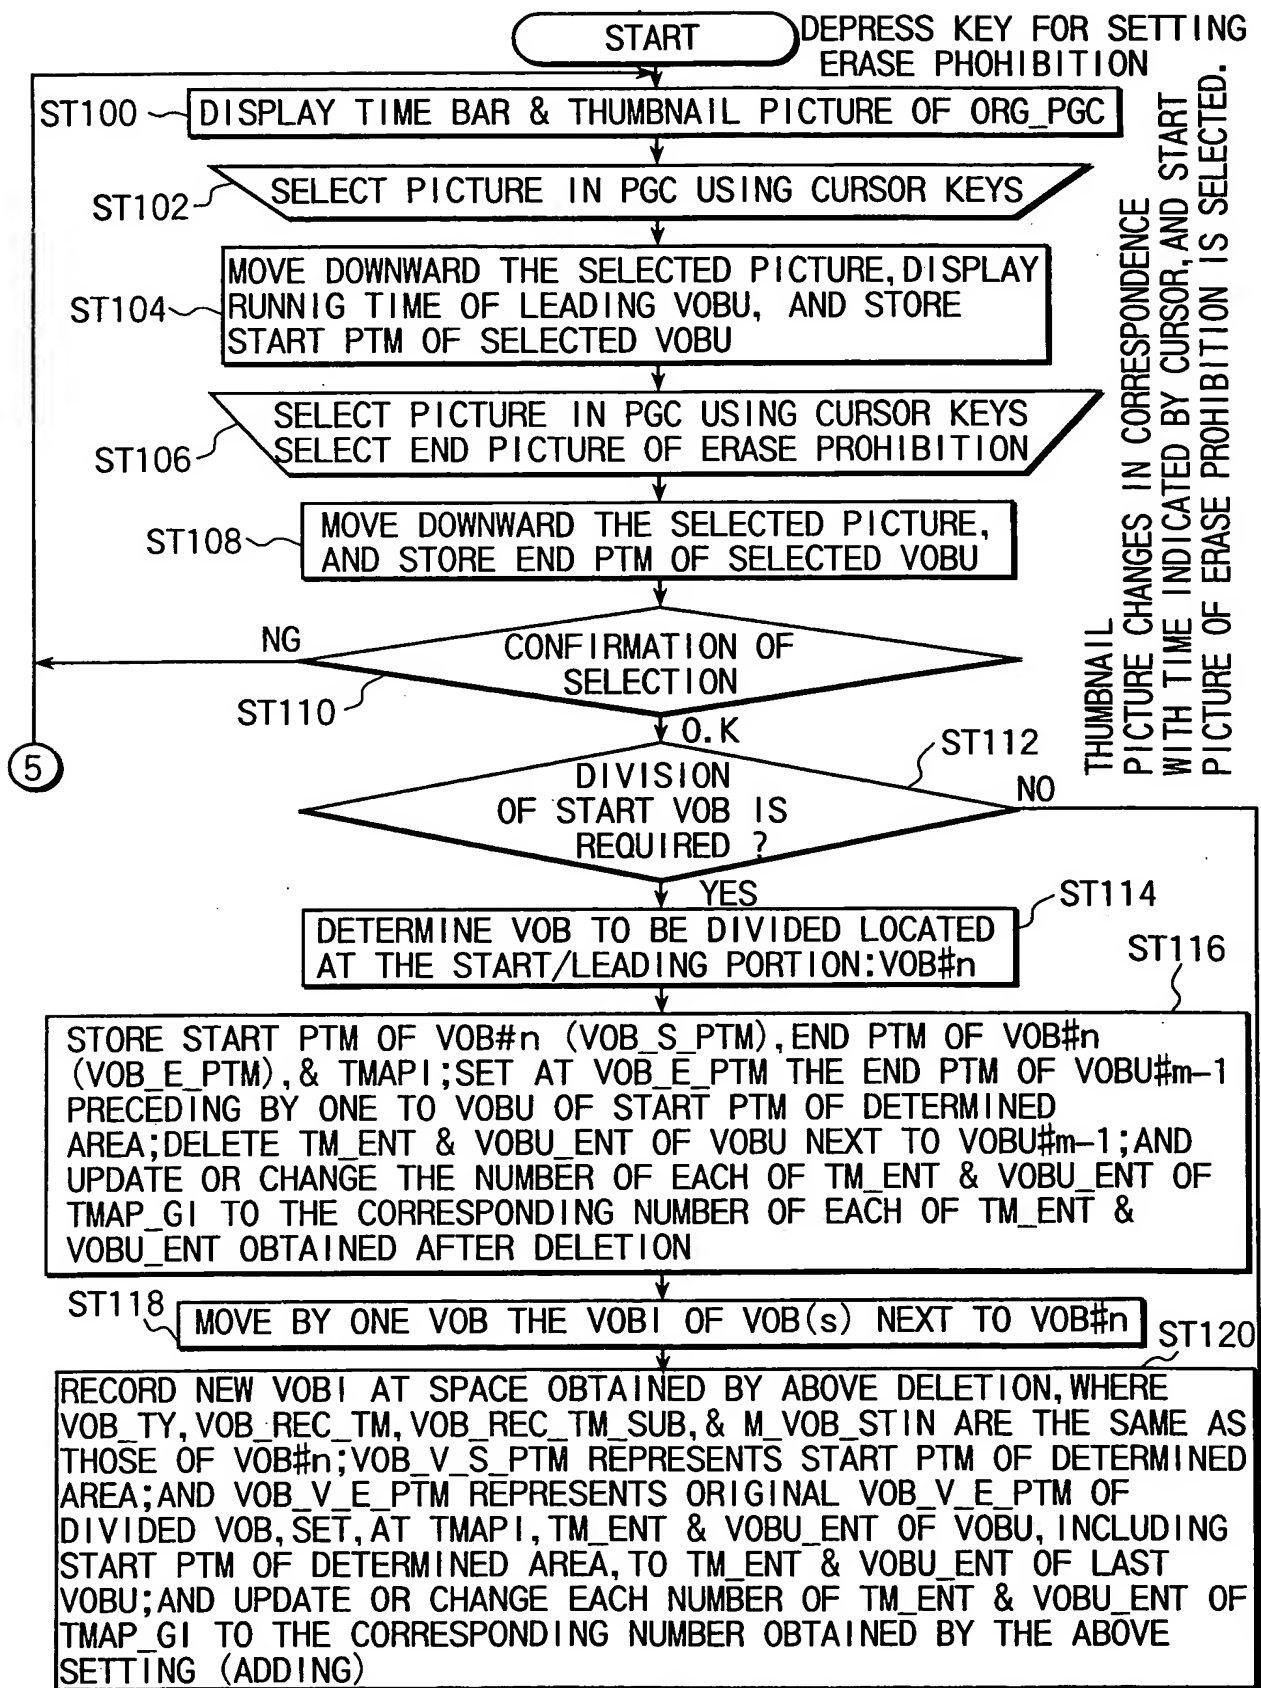 START
DEPRESS KEY FOR SETTING
ERASE PHOHIBITION
ST100
DISPLAY TIME BAR & THUMBNAIL PICTURE OF ORG_PGC
ST102
SELECT PICTURE IN PGC USING CURSOR KEYS
ST104
MOVE DOWNWARD THE SELECTED PICTURE, DISPLAY
RUNNIG TIME OF LEADING VOBU, AND STORE
START PTM OF SELECTED VOBU
ST106
SELECT PICTURE IN PGC USING CURSOR KEYS
SELECT END PICTURE OF ERASE PROHIBITION
ST108
MOVE DOWNWARD THE SELECTED PICTURE,
AND STORE END PTM OF SELECTED VOBU
THUMBNAIL
PICTURE CHANGES IN CORRESPONDENCE
WITH TIME INDICATED BY CURSOR, AND START
PICTURE OF ERASE PROHIBITION IS SELECTED.
NG
CONFIRMATION OF
SELECTION
ST110
O.K
5
ST112
DIVISION
OF START VOB IS
REQUIRED ?
NO
YES
ST114
DETERMINE VOB TO BE DIVIDED LOCATED
AT THE START/LEADING PORTION:VOB#n
ST116
STORE START PTM OF VOB#n (VOB_S_PTM), END PTM OF VOB#n
(VOB_E_PTM), & TMAPI;SET AT VOB_E_PTM THE END PTM OF VOBU#m-1
PRECEDING BY ONE TO VOBU OF START PTM OF DETERMINED
AREA;DELETE TM_ENT & VOBU_ENT OF VOBU NEXT TO VOBU#m-1;AND
UPDATE OR CHANGE THE NUMBER OF EACH OF TM_ENT & VOBU_ENT OF
TMAP_GI TO THE CORRESPONDING NUMBER OF EACH OF TM_ENT &
VOBU_ENT OBTAINED AFTER DELETION
ST118
MOVE BY ONE VOB THE VOBI OF VOB(s) NEXT TO VOB#n
ST120
RECORD NEW VOBI AT SPACE OBTAINED BY ABOVE DELETION, WHERE
VOB_TY, VOB_REC_TM, VOB_REC_TM_SUB, & M_VOB_STIN ARE THE SAME AS
THOSE OF VOB#n;VOB_V_S_PTM REPRESENTS START PTM OF DETERMINED
AREA;AND VOB_V_E_PTM REPRESENTS ORIGINAL VOB_V_E_PTM OF
DIVIDED VOB, SET, AT TMAPI, TM_ENT & VOBU_ENT OF VOBU, INCLUDING
START PTM OF DETERMINED AREA, TO TM_ENT & VOBU_ENT OF LAST
VOBU;AND UPDATE OR CHANGE EACH NUMBER OF TM_ENT & VOBU_ENT OF
TMAP_GI TO THE CORRESPONDING NUMBER OBTAINED BY THE ABOVE
SETTING (ADDING)